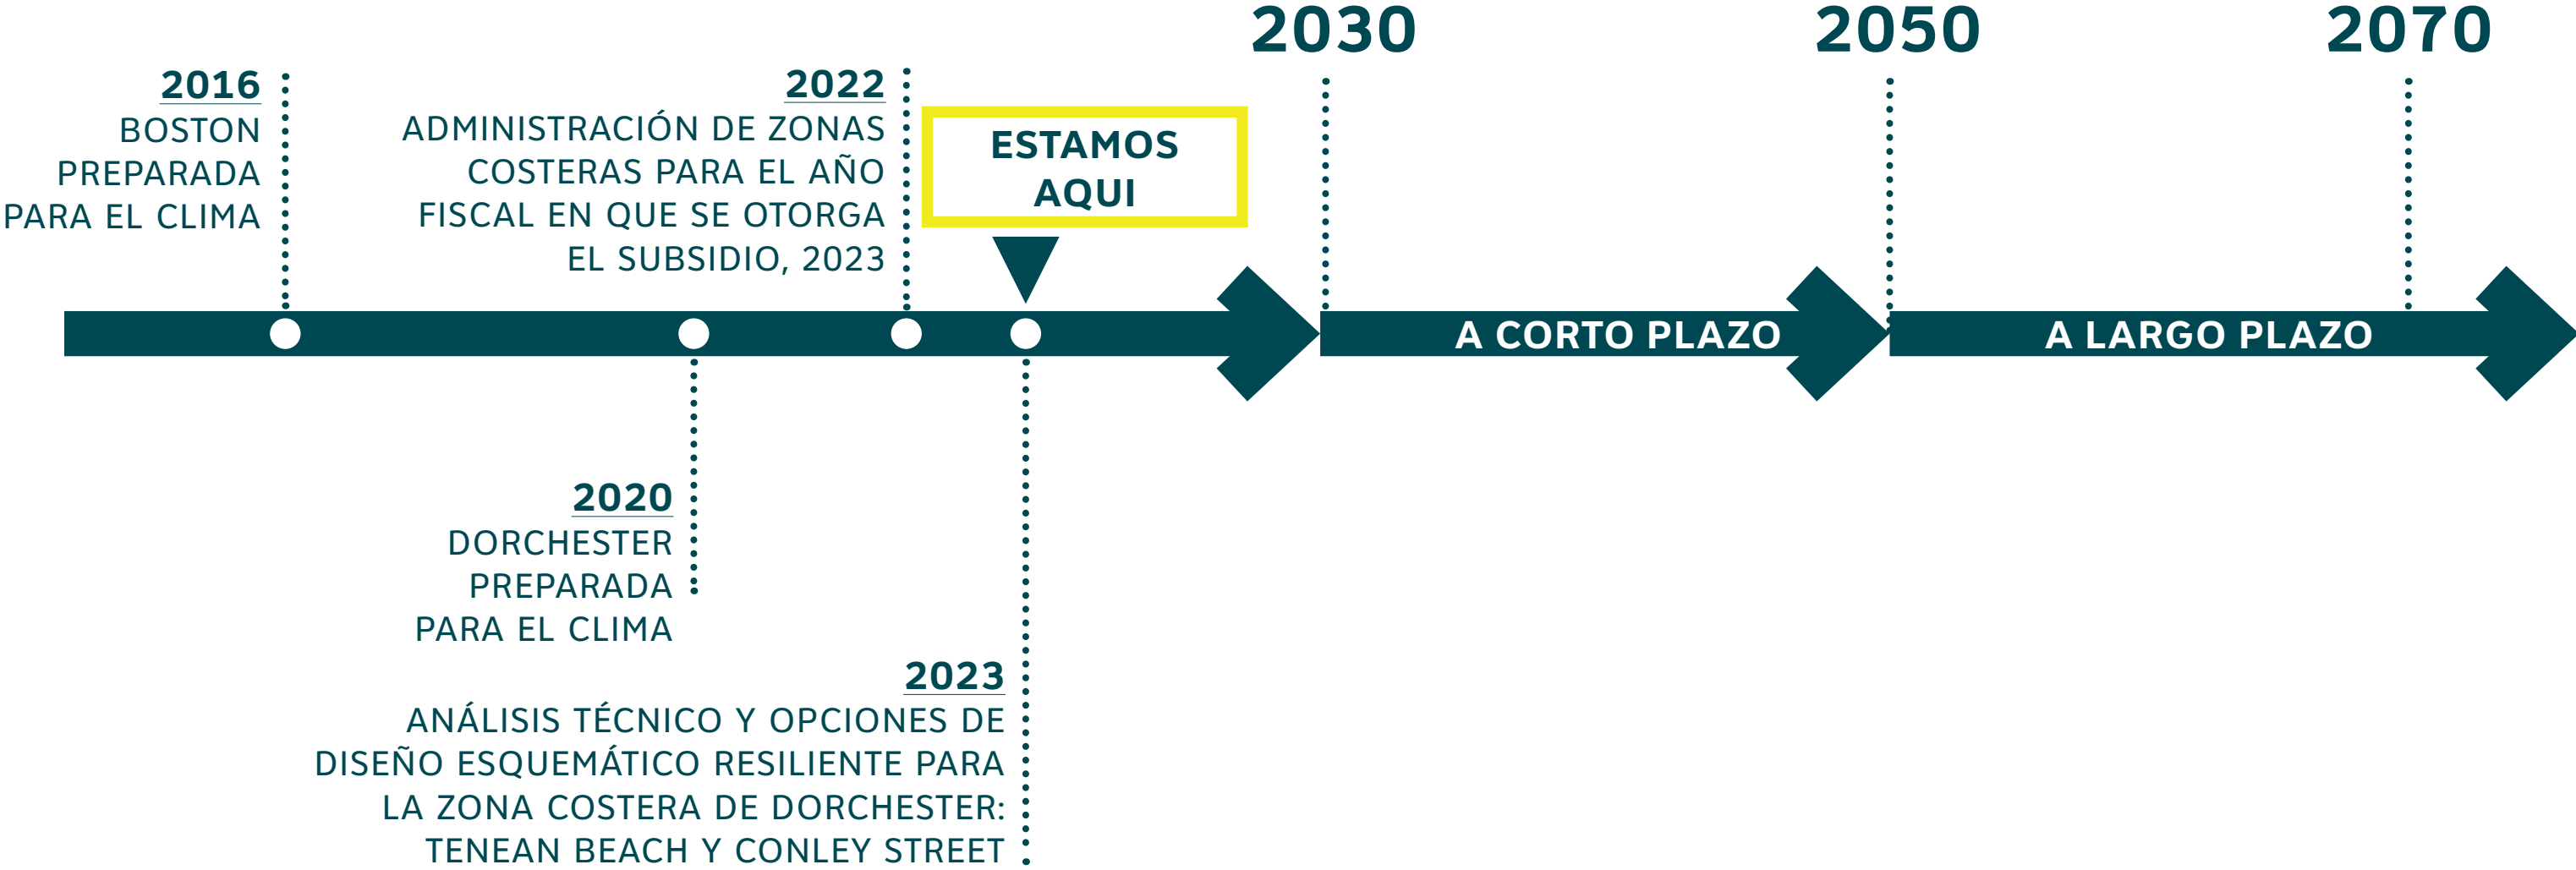 2030
2050
2070
2016
BOSTON
PREPARADA
PARA EL CLIMA
2022
ADMINISTRACIÓN DE ZONAS
COSTERAS PARA EL AÑO
FISCAL EN QUE SE OTORGA
EL SUBSIDIO, 2023
ESTAMOS
AQUI
A CORTO PLAZO
A LARGO PLAZO
2020
DORCHESTER
PREPARADA
PARA EL CLIMA
2023
ANÁLISIS TÉCNICO Y OPCIONES DE
DISEÑO ESQUEMÁTICO RESILIENTE PARA
LA ZONA COSTERA DE DORCHESTER:
TENEAN BEACH Y CONLEY STREET